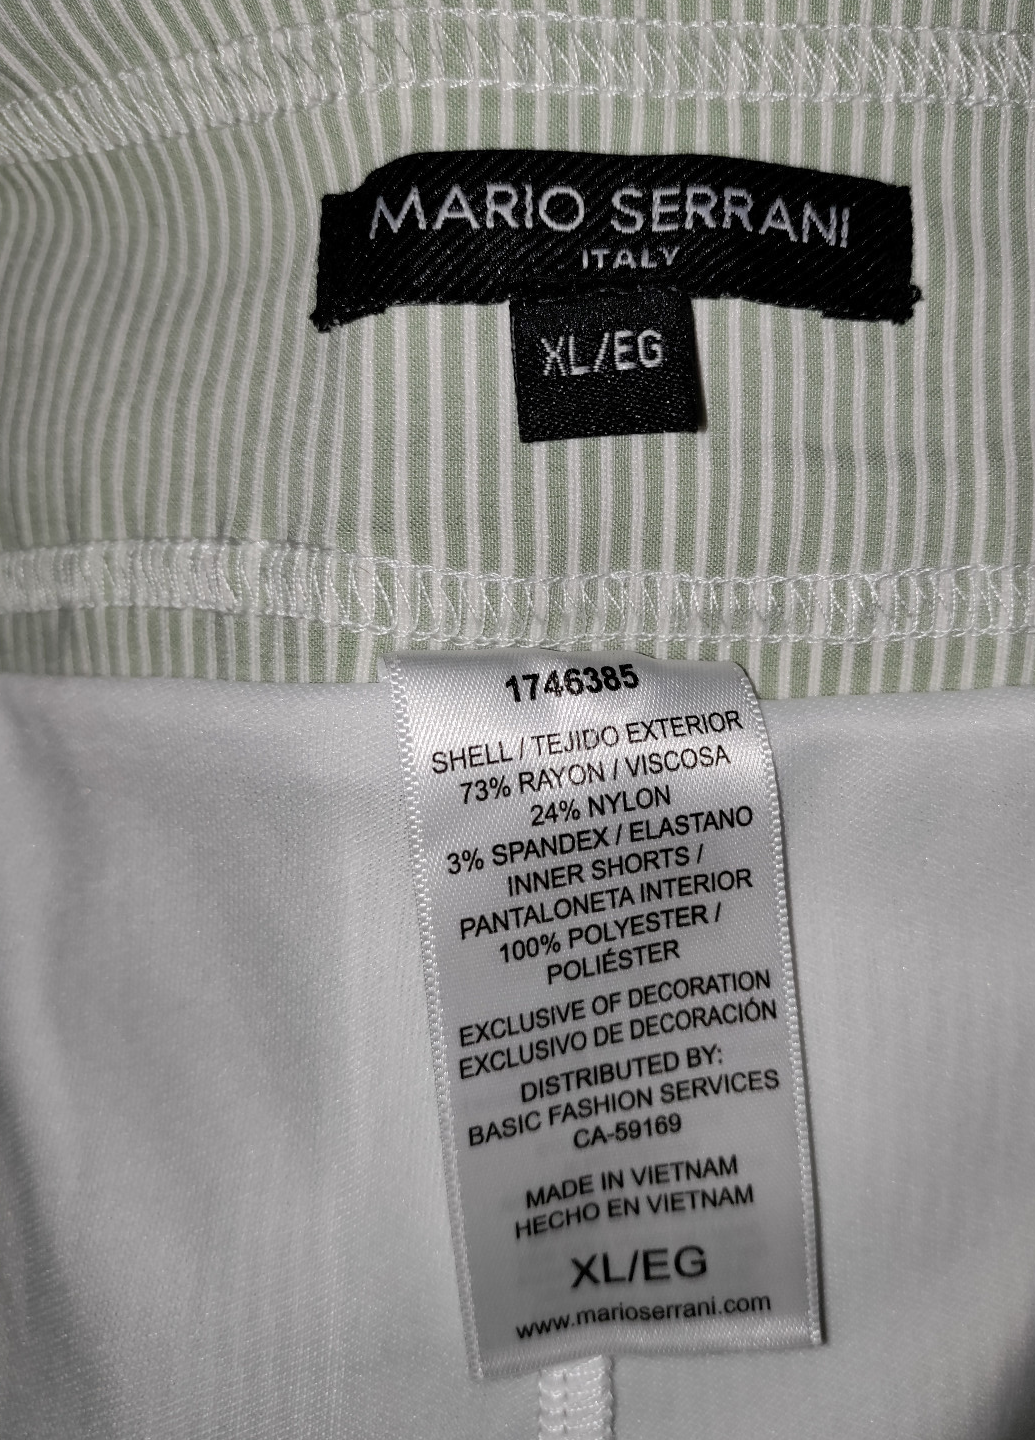 MARIO SERRANI
ITALY
XL/EG
1746385
SHELL / TEJIDO EXTERIOR
73% RAYON / VISCOSA
24% NYLON
3% SPANDEX / ELASTANO
INNER SHORTS /
PANTALONETA INTERIOR
100% POLYESTER /
POLIÉSTER
EXCLUSIVE OF DECORATION
EXCLUSIVO DE DECORACIÓN
DISTRIBUTED BY:
BASIC FASHION SERVICES
CA-59169
MADE IN VIETNAM
HECHO EN VIETNAM
XL/EG
www.marioserrani.com